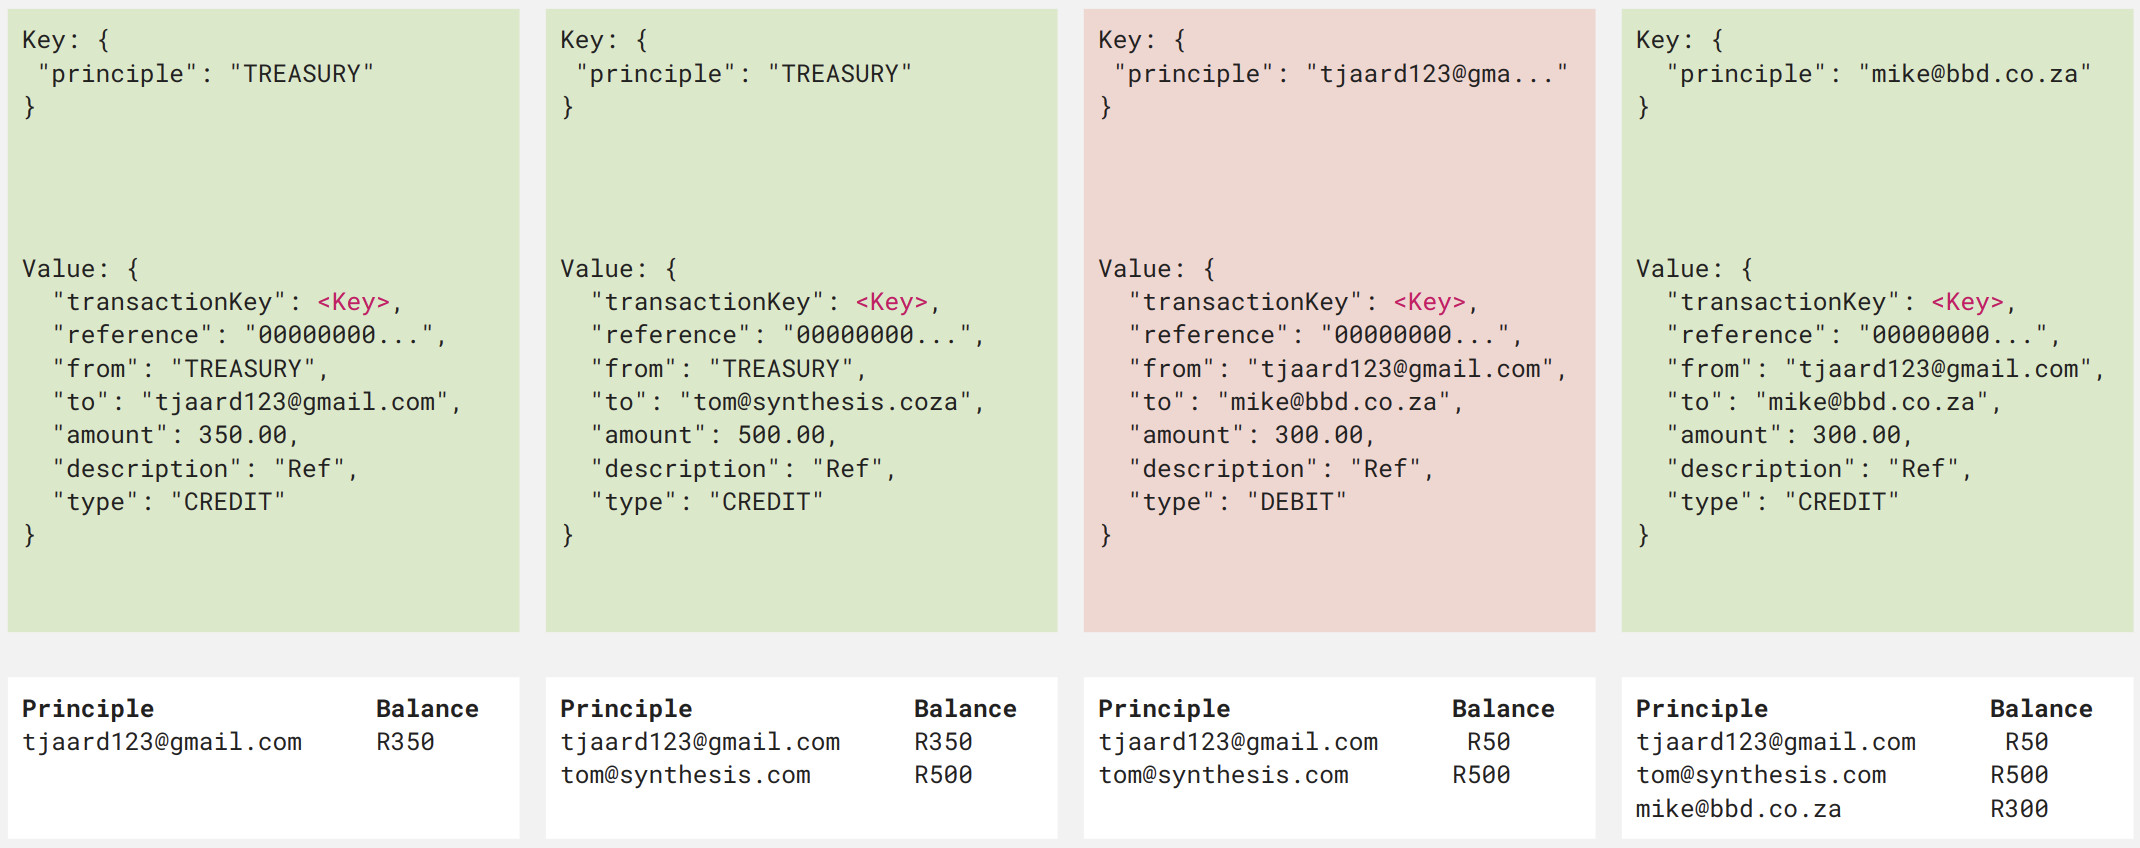 Key: {
"principle": "TREASURY"
}
Value: {
"transactionKey": <Key>,
"reference": "00000000...",
"from": "TREASURY",
"to": "tjaard123@gmail.com",
"amount": 350.00,
"description": "Ref",
"type": "CREDIT"
}
Principle Balance
tjaard123@gmail.com R350
Key: {
"principle": "TREASURY"
}
Value: {
"transactionKey": <Key>,
"reference": "00000000...",
"from": "TREASURY",
"to": "tom@synthesis.coza",
"amount": 500.00,
"description": "Ref",
"type": "CREDIT"
}
Principle Balance
tjaard123@gmail.com R350
tom@synthesis.com R500
Key: {
"principle": "tjaard123@gma..."
}
Value: {
"transactionKey": <Key>,
"reference": "00000000...",
"from": "tjaard123@gmail.com",
"to": "mike@bbd.co.za",
"amount": 300.00,
"description": "Ref",
"type": "DEBIT"
}
Principle Balance
tjaard123@gmail.com R50
tom@synthesis.com R500
Key: {
"principle": "mike@bbd.co.za"
}
Value: {
"transactionKey": <Key>,
"reference": "00000000...",
"from": "tjaard123@gmail.com",
"to": "mike@bbd.co.za",
"amount": 300.00,
"description": "Ref",
"type": "CREDIT"
}
Principle Balance
tjaard123@gmail.com R50
tom@synthesis.com R500
mike@bbd.co.za R300